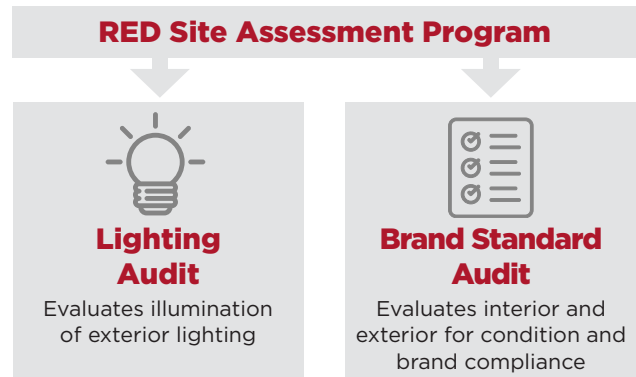 RED Site Assessment Program
Lighting
Audit
Evaluates illumination
of exterior lighting
Brand Standard
Audit
Evaluates interior and
exterior for condition and
brand compliance